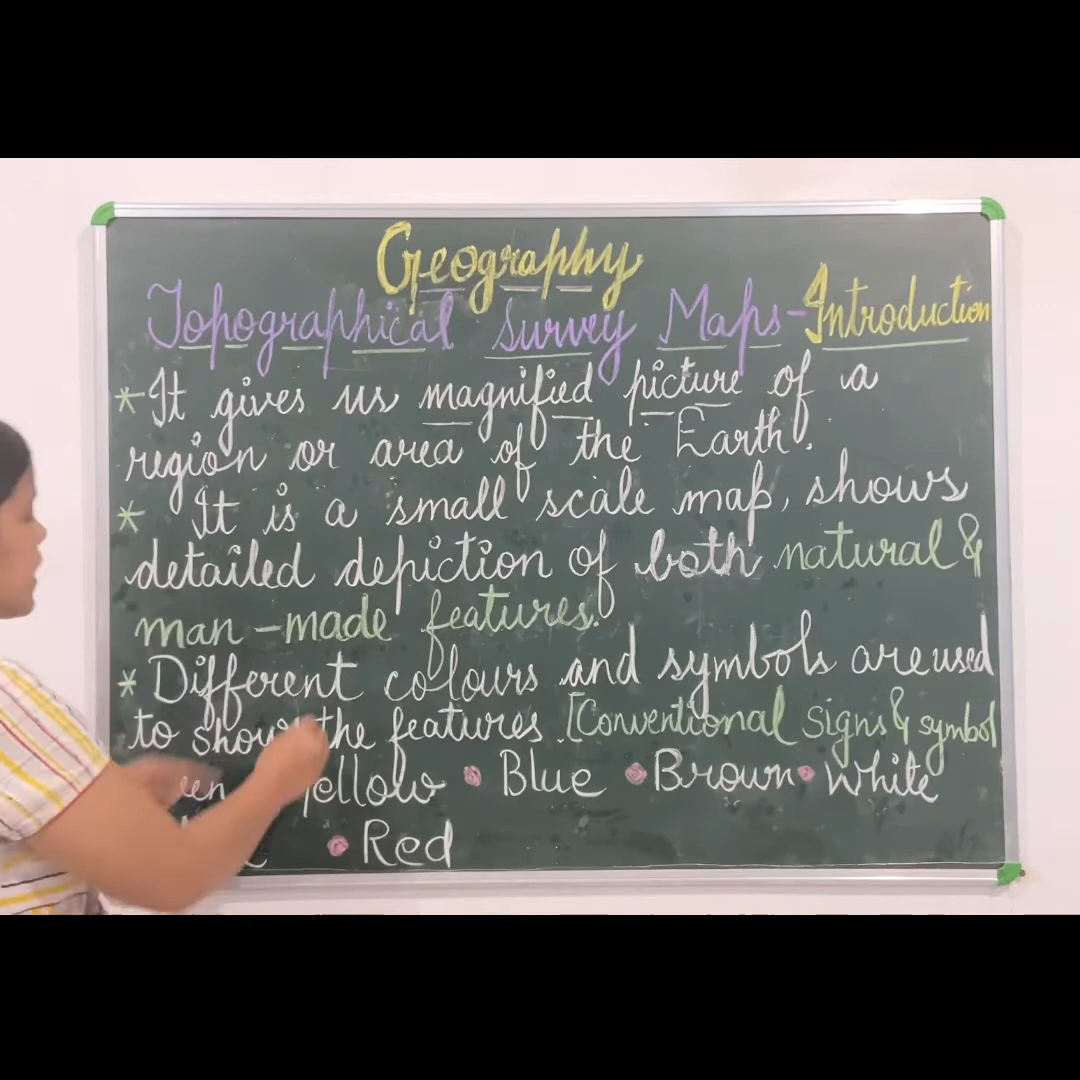 Geography
Topographical Survey Maps-Introduction
*It gives us magnified picture of a
region or area of the Earth.
* It is a small scale map, shows
detailed depiction of both natural &
man-made features.
* Different colours and symbols are used
to show the features. [Conventional Signs & symbol
Yellow • Blue • Brown • White
• Red